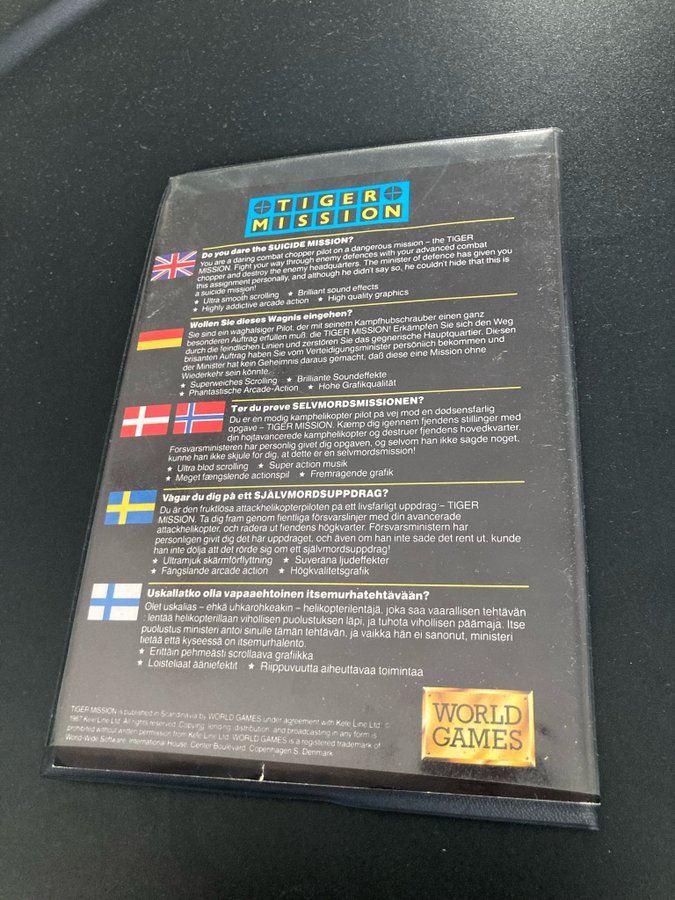 TIGER
MISSION
Do you dare the SUICIDE MISSION?
You are a daring combat chopper pilot on a dangerous mission – the TIGER
MISSION. Fight your way through enemy defences with your advanced combat
chopper and destroy the enemy headquarters. The minister of defence has given you
this assignment personally, and although he didn't say so, he couldn't hide that this is
a suicide mission!
★ Ultra smooth scrolling ★ Brilliant sound effects
★ Highly addictive arcade action ★ High quality graphics
Wollen Sie dieses Wagnis eingehen?
Sie sind ein waghalsiger Pilot, der mit seinem Kampfhubschrauber einen ganz
besonderen Auftrag erfüllen muß: die TIGER MISSION! Erkämpfen Sie sich den Weg
durch die feindlichen Linien und zerstören Sie das gegnerische Hauptquartier. Die-sen
brisanten Auftrag haben Sie vom Verteidigungsminister persönlich bekommen und
der Minister hat kein Geheimnis daraus gemacht, daß diese eine Mission ohne
Wiederkehr sein könnte.
★ Superweiches Scrolling ★ Brilliante Soundeffekte
★ Phantastische Arcade-Action ★ Hohe Grafikqualität
Tør du prøve SELVMORDSMISSIONEN?
Du er en modig kamphelikopter pilot på vej mod en dødsensfarlig
opgave – TIGER MISSION. Kæmp dig igennem fjendens stillinger med
din højtavancerede kamphelikopter og destruer fjendens hovedkvarter.
Forsvarsministeren har personlig givet dig opgaven, og selvom han ikke sagde noget,
kunne han ikke skjule for dig, at dette er en selvmordsmission!
★ Ultra blød scrolling ★ Super action musik
★ Meget fængslende actionspil ★ Fremragende grafik
Vågar du dig på ett SJÄLVMORDSUPPDRAG?
Du är den fruktlösa attackhelikopterpiloten på ett livsfarligt uppdrag – TIGER
MISSION. Ta dig fram genom fientliga försvarslinjer med din avancerade
attackhelikopter, och radera ut fiendens högkvarter. Försvarsministern har
personligen givit dig det här uppdraget, och även om han inte sade det rent ut, kunde
han inte dölja att det rörde sig om ett självmordsuppdrag!
★ Ultramjuk skärmförflyttning ★ Suveräna ljudeffekter
★ Fängslande arcade action ★ Högkvalitetsgrafik
Uskallatko olla vapaaehtoinen itsemurhatehtävään?
Olet uskalias – ehkä uhkarohkeakin – helikopterilentäjä, joka saa vaarallisen tehtävän
: lentää helikopterillaan vihollisen puolustuksen läpi, ja tuhota vihollisen päämaja. Itse
puolustus ministeri antoi sinulle tämän tehtävän, ja vaikka hän ei sanonut, ministeri
tietää että kyseessä on itsemurhalento.
★ Erittäin pehmeästi scrollaava grafiikka
★ Loisteliaat ääniefektit ★ Riippuvuutta aiheuttavaa toimintaa
TIGER MISSION is published in Scandinavia by WORLD GAMES under agreement with Kele Line Ltd. ©
1987 Kele Line Ltd. All rights reserved. Copying, lending, distribution, and broadcasting in any form is
prohibited without written permission from Kele Line Ltd. WORLD GAMES is a registered trademark of
World-Wide Software, International House, Center Boulevard, Copenhagen S, Denmark.
WORLD
GAMES